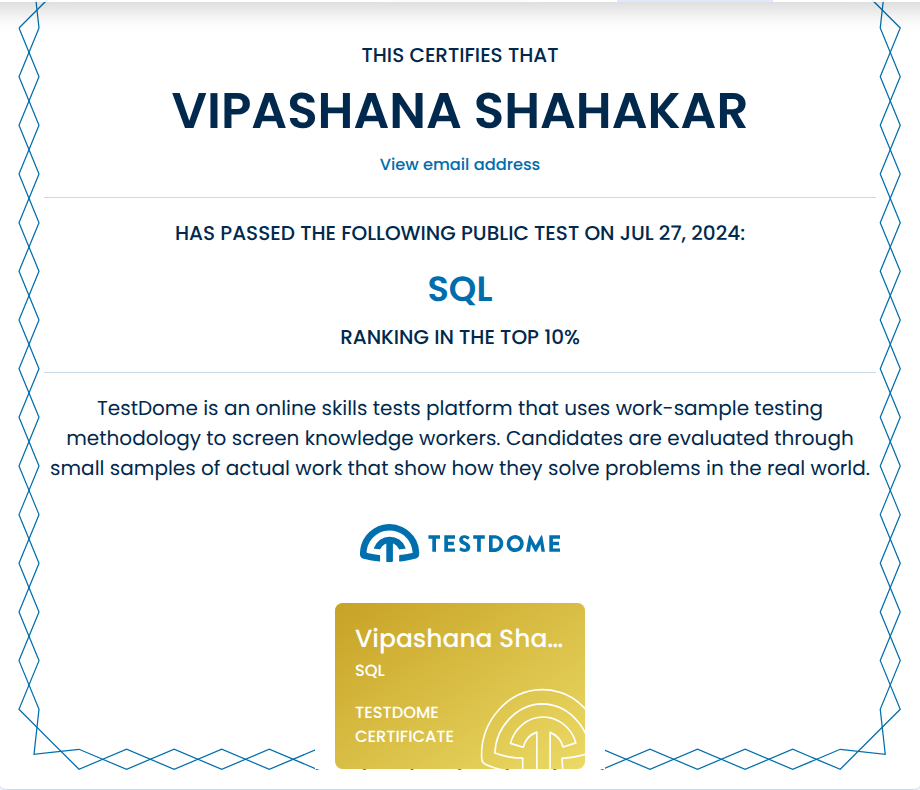 THIS CERTIFIES THAT
VIPASHANA SHAHAKAR
View email address
HAS PASSED THE FOLLOWING PUBLIC TEST ON JUL 27, 2024:
SQL
RANKING IN THE TOP 10%
TestDome is an online skills tests platform that uses work-sample testing
methodology to screen knowledge workers. Candidates are evaluated through
small samples of actual work that show how they solve problems in the real world.
TESTDOME
Vipashana Sha...
SQL
TESTDOME
CERTIFICATE